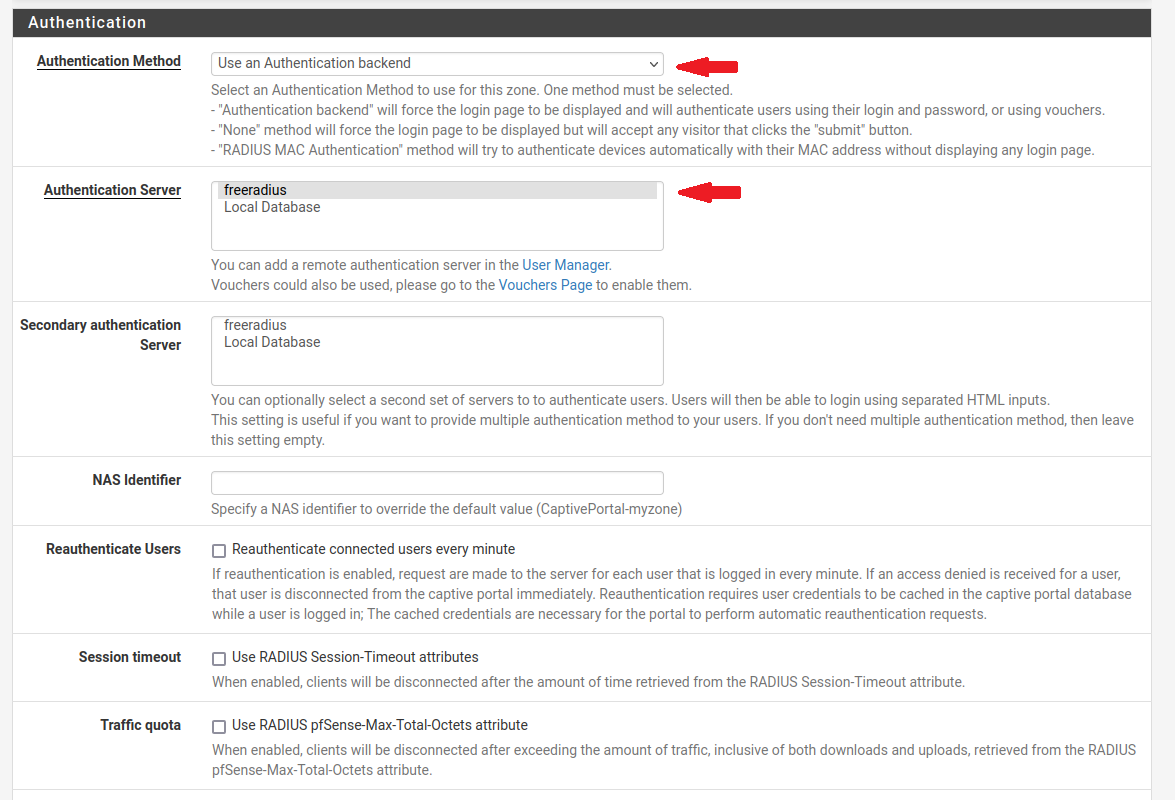 Authentication
Authentication Method
Use an Authentication backend
Select an Authentication Method to use for this zone. One method must be selected.
- "Authentication backend" will force the login page to be displayed and will authenticate users using their login and password, or using vouchers.
- "None" method will force the login page to be displayed but will accept any visitor that clicks the "submit" button.
- "RADIUS MAC Authentication" method will try to authenticate devices automatically with their MAC address without displaying any login page.
Authentication Server
freeradius
Local Database
You can add a remote authentication server in the User Manager.
Vouchers could also be used, please go to the Vouchers Page to enable them.
Secondary authentication
Server
freeradius
Local Database
You can optionally select a second set of servers to to authenticate users. Users will then be able to login using separated HTML inputs.
This setting is useful if you want to provide multiple authentication method to your users. If you don't need multiple authentication method, then leave
this setting empty.
NAS Identifier
Specify a NAS identifier to override the default value (CaptivePortal-myzone)
Reauthenticate Users
Reauthenticate connected users every minute
If reauthentication is enabled, request are made to the server for each user that is logged in every minute. If an access denied is received for a user,
that user is disconnected from the captive portal immediately. Reauthentication requires user credentials to be cached in the captive portal database
while a user is logged in; The cached credentials are necessary for the portal to perform automatic reauthentication requests.
Session timeout
Use RADIUS Session-Timeout attributes
When enabled, clients will be disconnected after the amount of time retrieved from the RADIUS Session-Timeout attribute.
Traffic quota
Use RADIUS pfSense-Max-Total-Octets attribute
When enabled, clients will be disconnected after exceeding the amount of traffic, inclusive of both downloads and uploads, retrieved from the RADIUS
pfSense-Max-Total-Octets attribute.